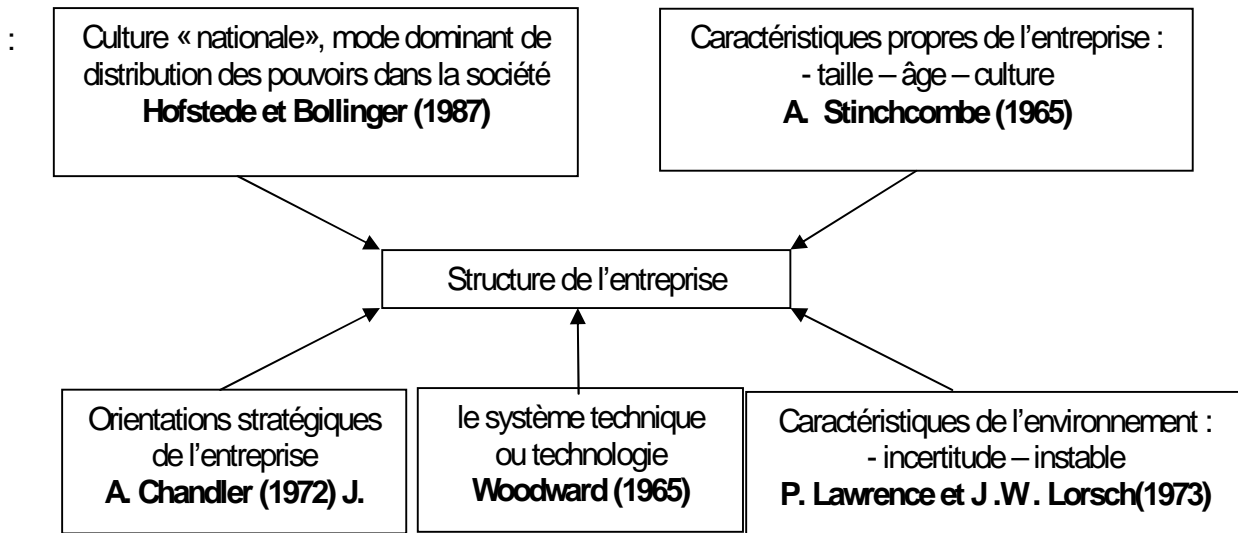 :
Culture « nationale», mode dominant de
distribution des pouvoirs dans la société
Hofstede et Bollinger (1987)
Caractéristiques propres de l’entreprise :
- taille – âge – culture
A. Stinchcombe (1965)
Structure de l’entreprise
Orientations stratégiques
de l’entreprise
A. Chandler (1972) J.
le système technique
ou technologie
Woodward (1965)
Caractéristiques de l’environnement :
- incertitude – instable
P. Lawrence et J .W. Lorsch(1973)